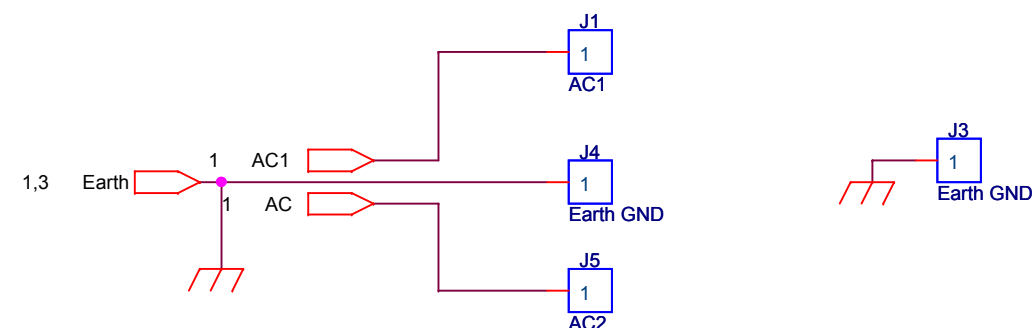 J1
1
AC1
J3
1
Earth GND
1 AC1
J4
1
Earth GND
1,3 Earth
1 AC
J5
1
AC2